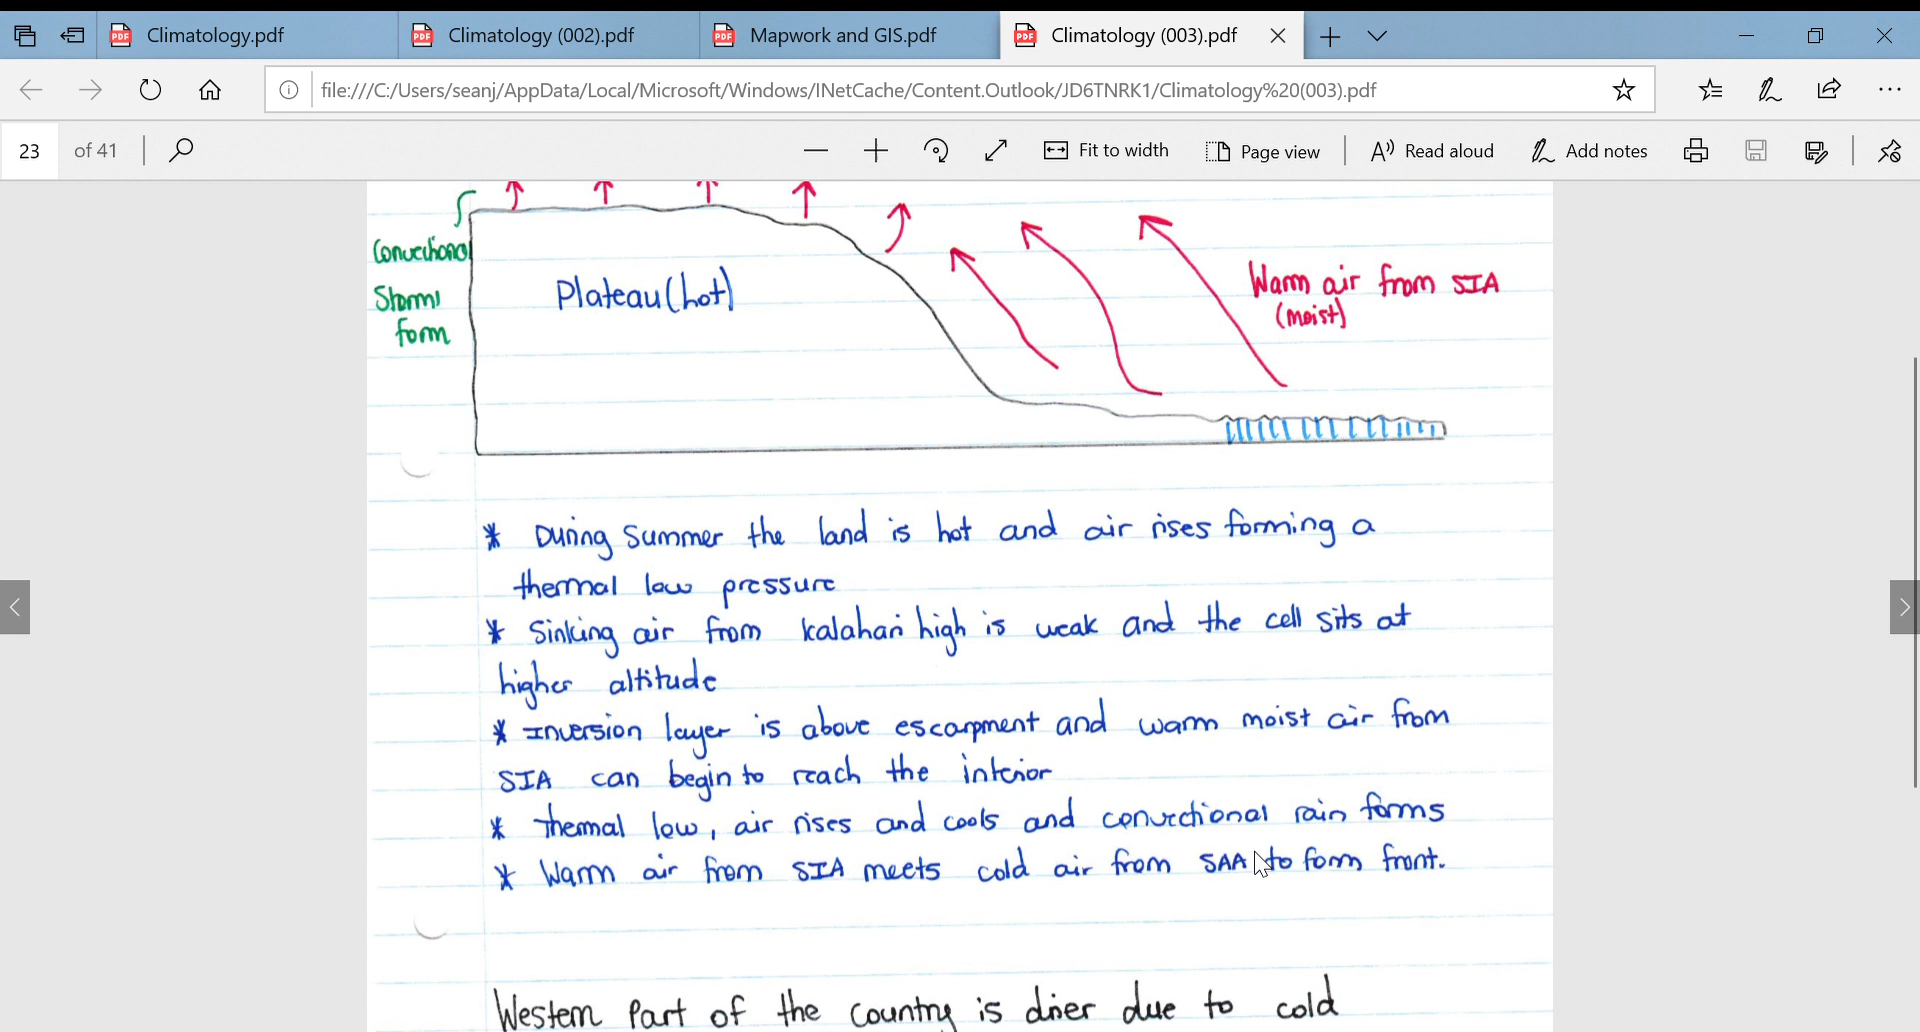 Climatology.pdf
Climatology (002).pdf
Mapwork and GIS.pdf
Climatology (003).pdf
file:///C:/Users/seanj/AppData/Local/Microsoft/Windows/INetCache/Content.Outlook/JD6TNRK1/Climatology%20(003).pdf
23 of 41
Fit to width
Page view
Read aloud
Add notes
Convectional
Storms
form
Plateau (hot)
Warm air from SIA
(moist)
* During Summer the land is hot and air rises forming a
thermal low pressure
* Sinking air from kalahari high is weak and the cell sits at
higher altitude
* Inversion layer is above escarpment and warm moist air from
SIA can begin to reach the interior
* Thermal low, air rises and cools and convectional rain forms
* Warm air from SIA meets cold air from SAA to form front.
Western Part of the country is drier due to cold